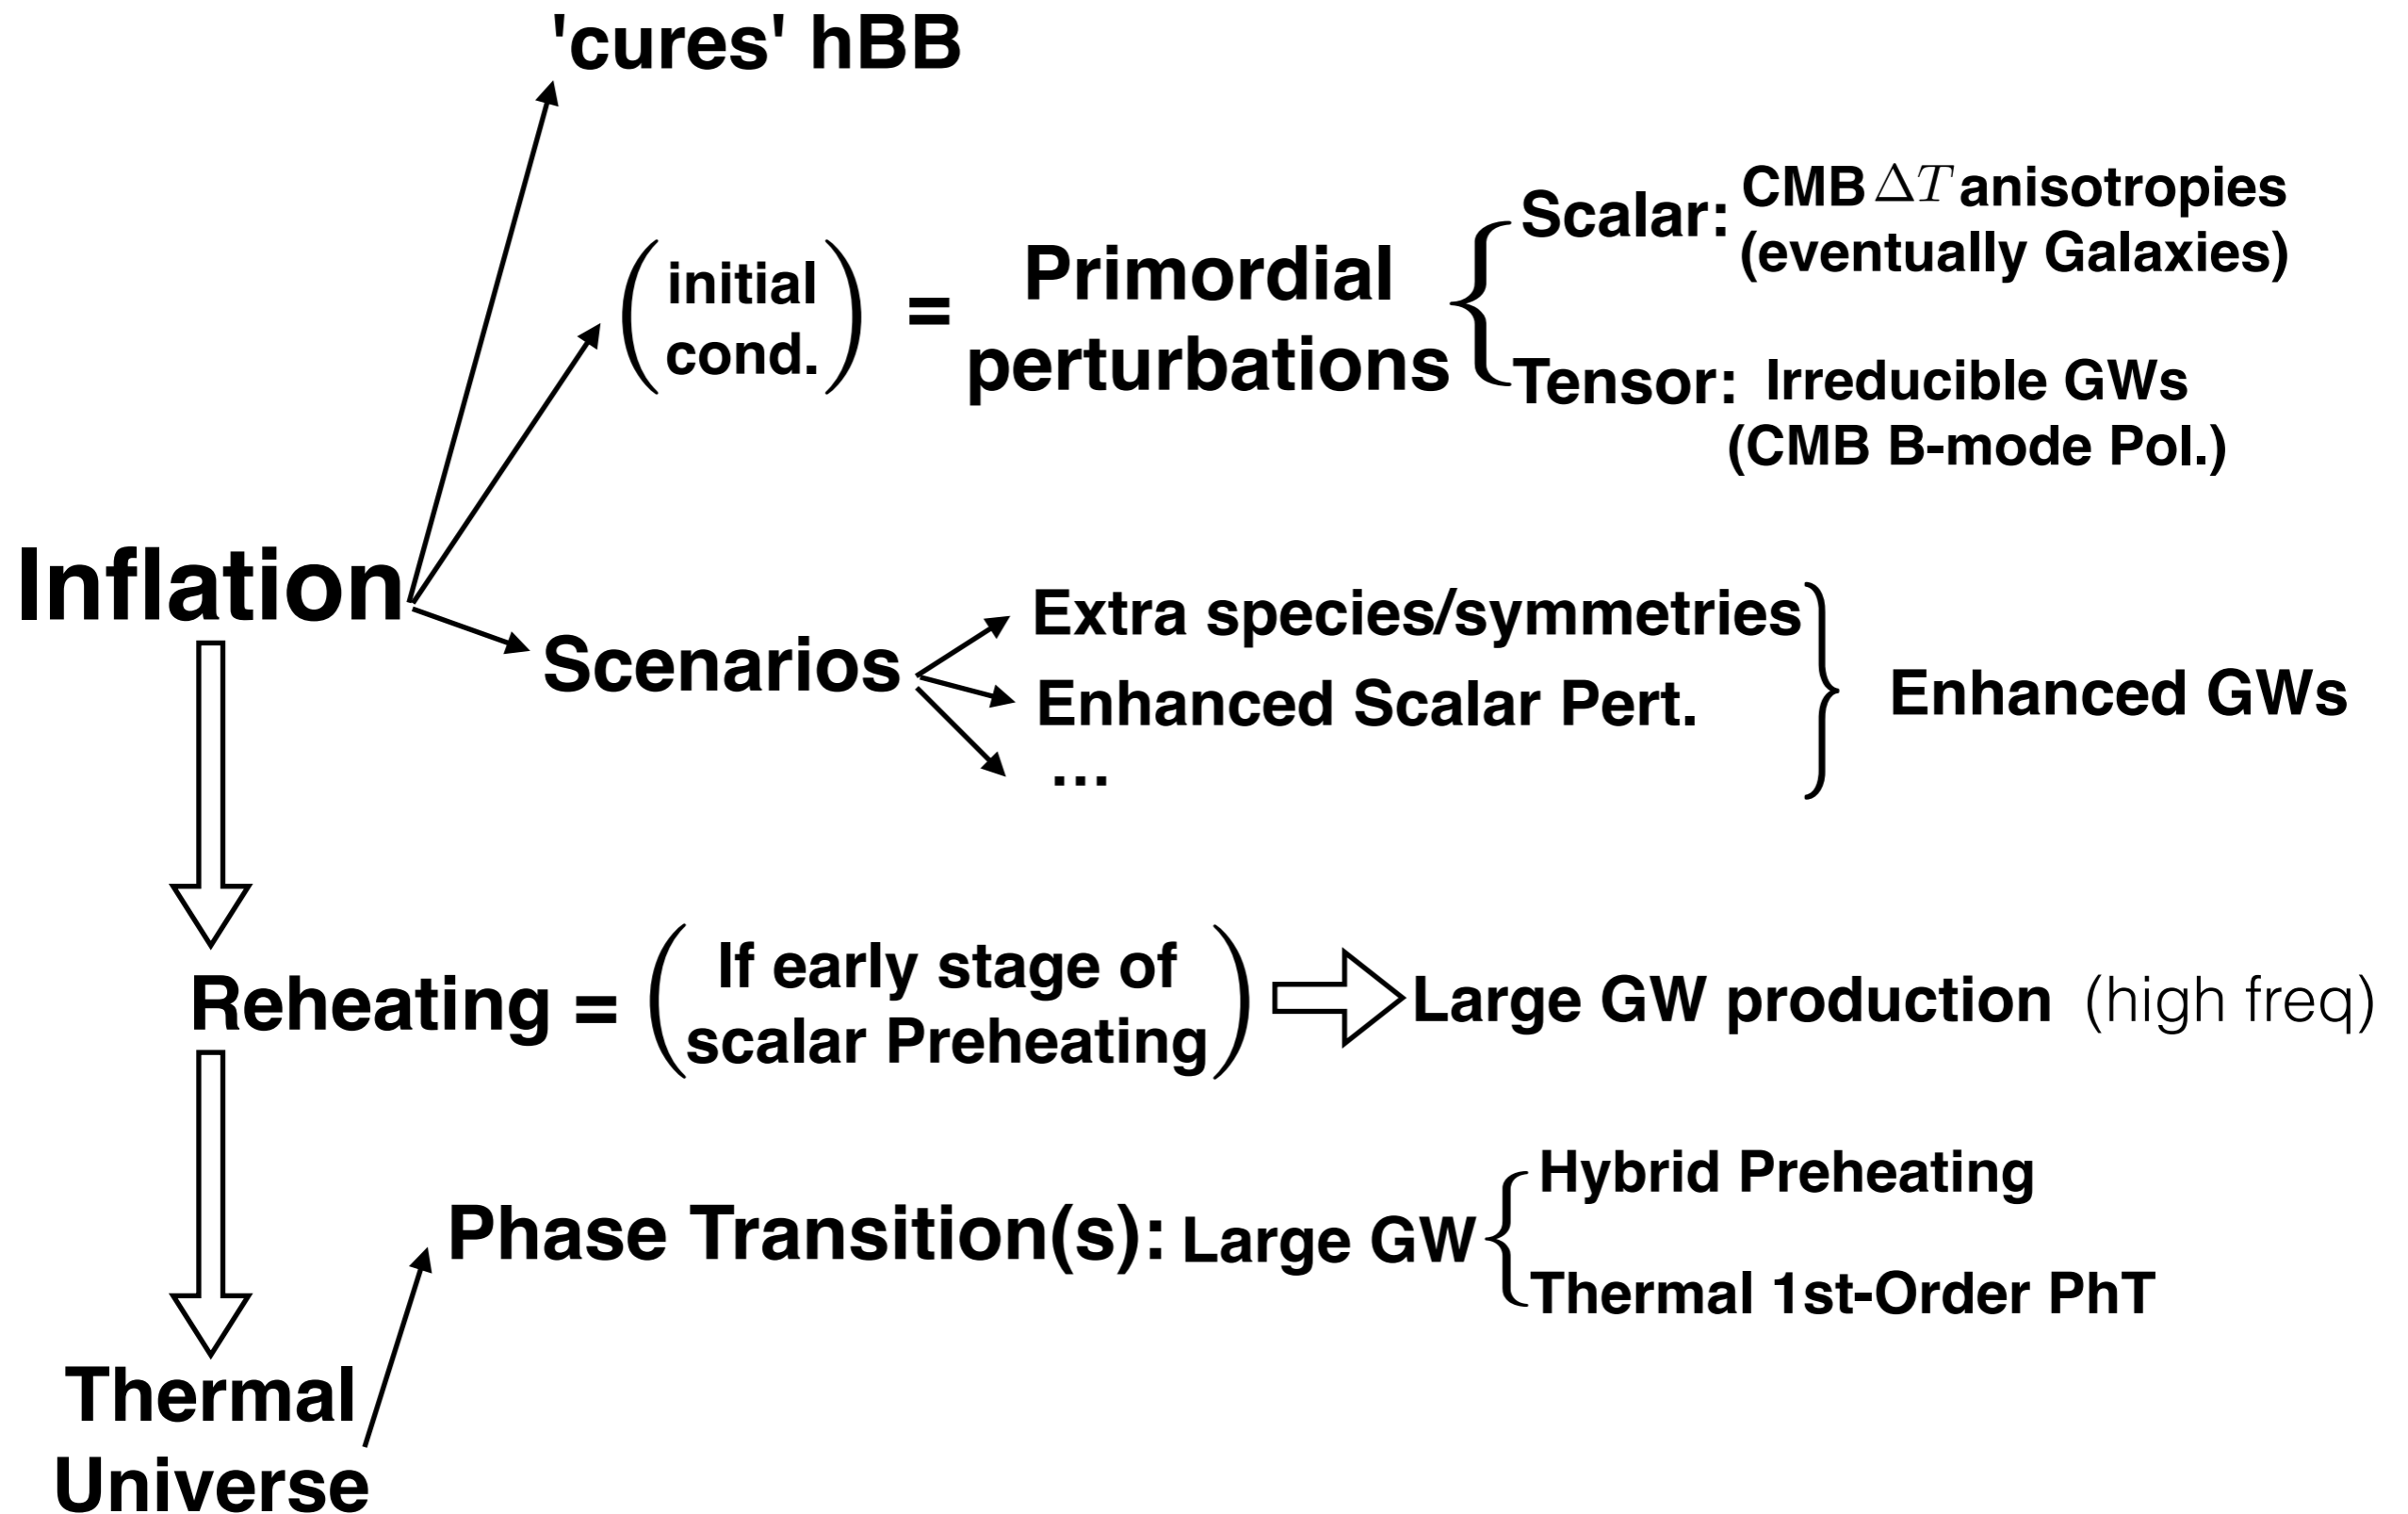 'cures' hBB
Scalar: CMB ΔT anisotropies
(eventually Galaxies)
(initial cond.) = Primordial perturbations
Tensor: Irreducible GWs
(CMB B-mode Pol.)
Inflation
Scenarios
Extra species/symmetries
Enhanced Scalar Pert.
...
Enhanced GWs
Reheating = (If early stage of scalar Preheating)
Large GW production (high freq)
Phase Transition(s): Large GW
Hybrid Preheating
Thermal 1st-Order PhT
Thermal
Universe